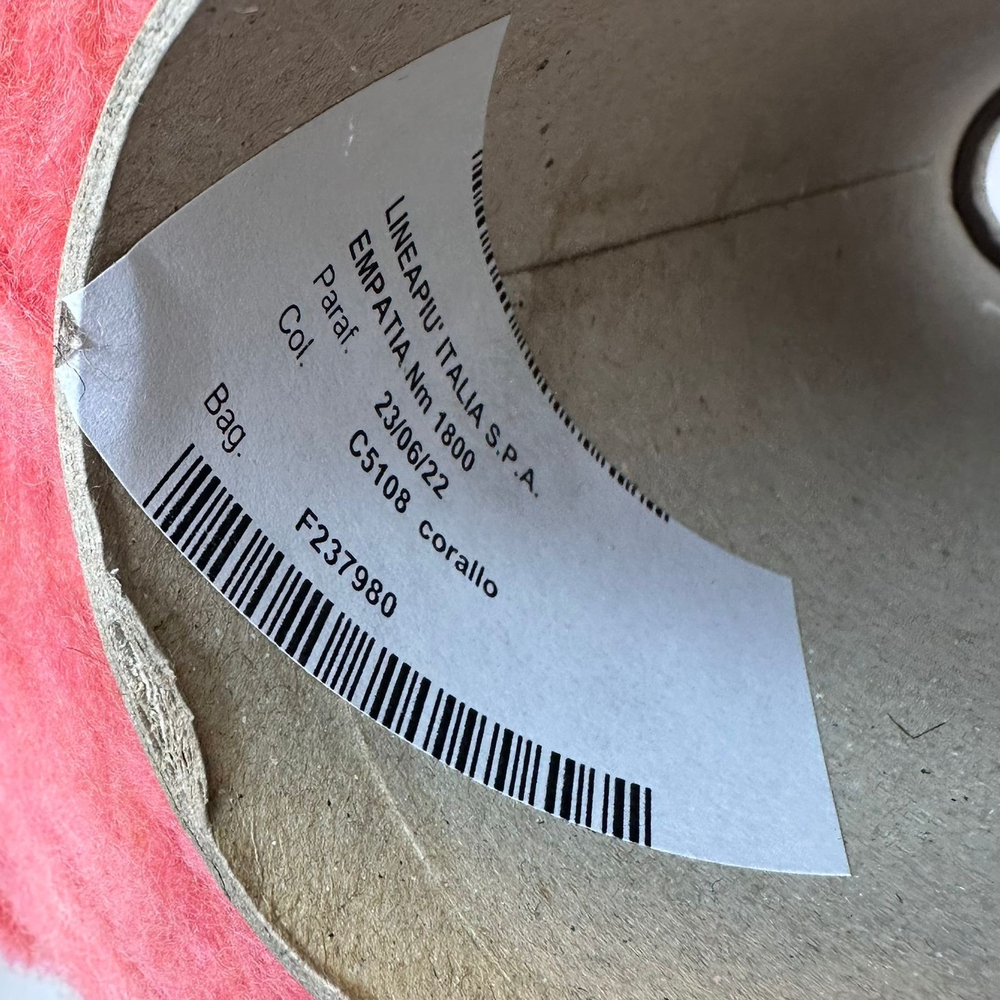 LINEAPIU' ITALIA S.P.A.
EMPATIA Nm 1800
Paraf. 23/06/22
Col. C5108 corallo
Bag. F237980